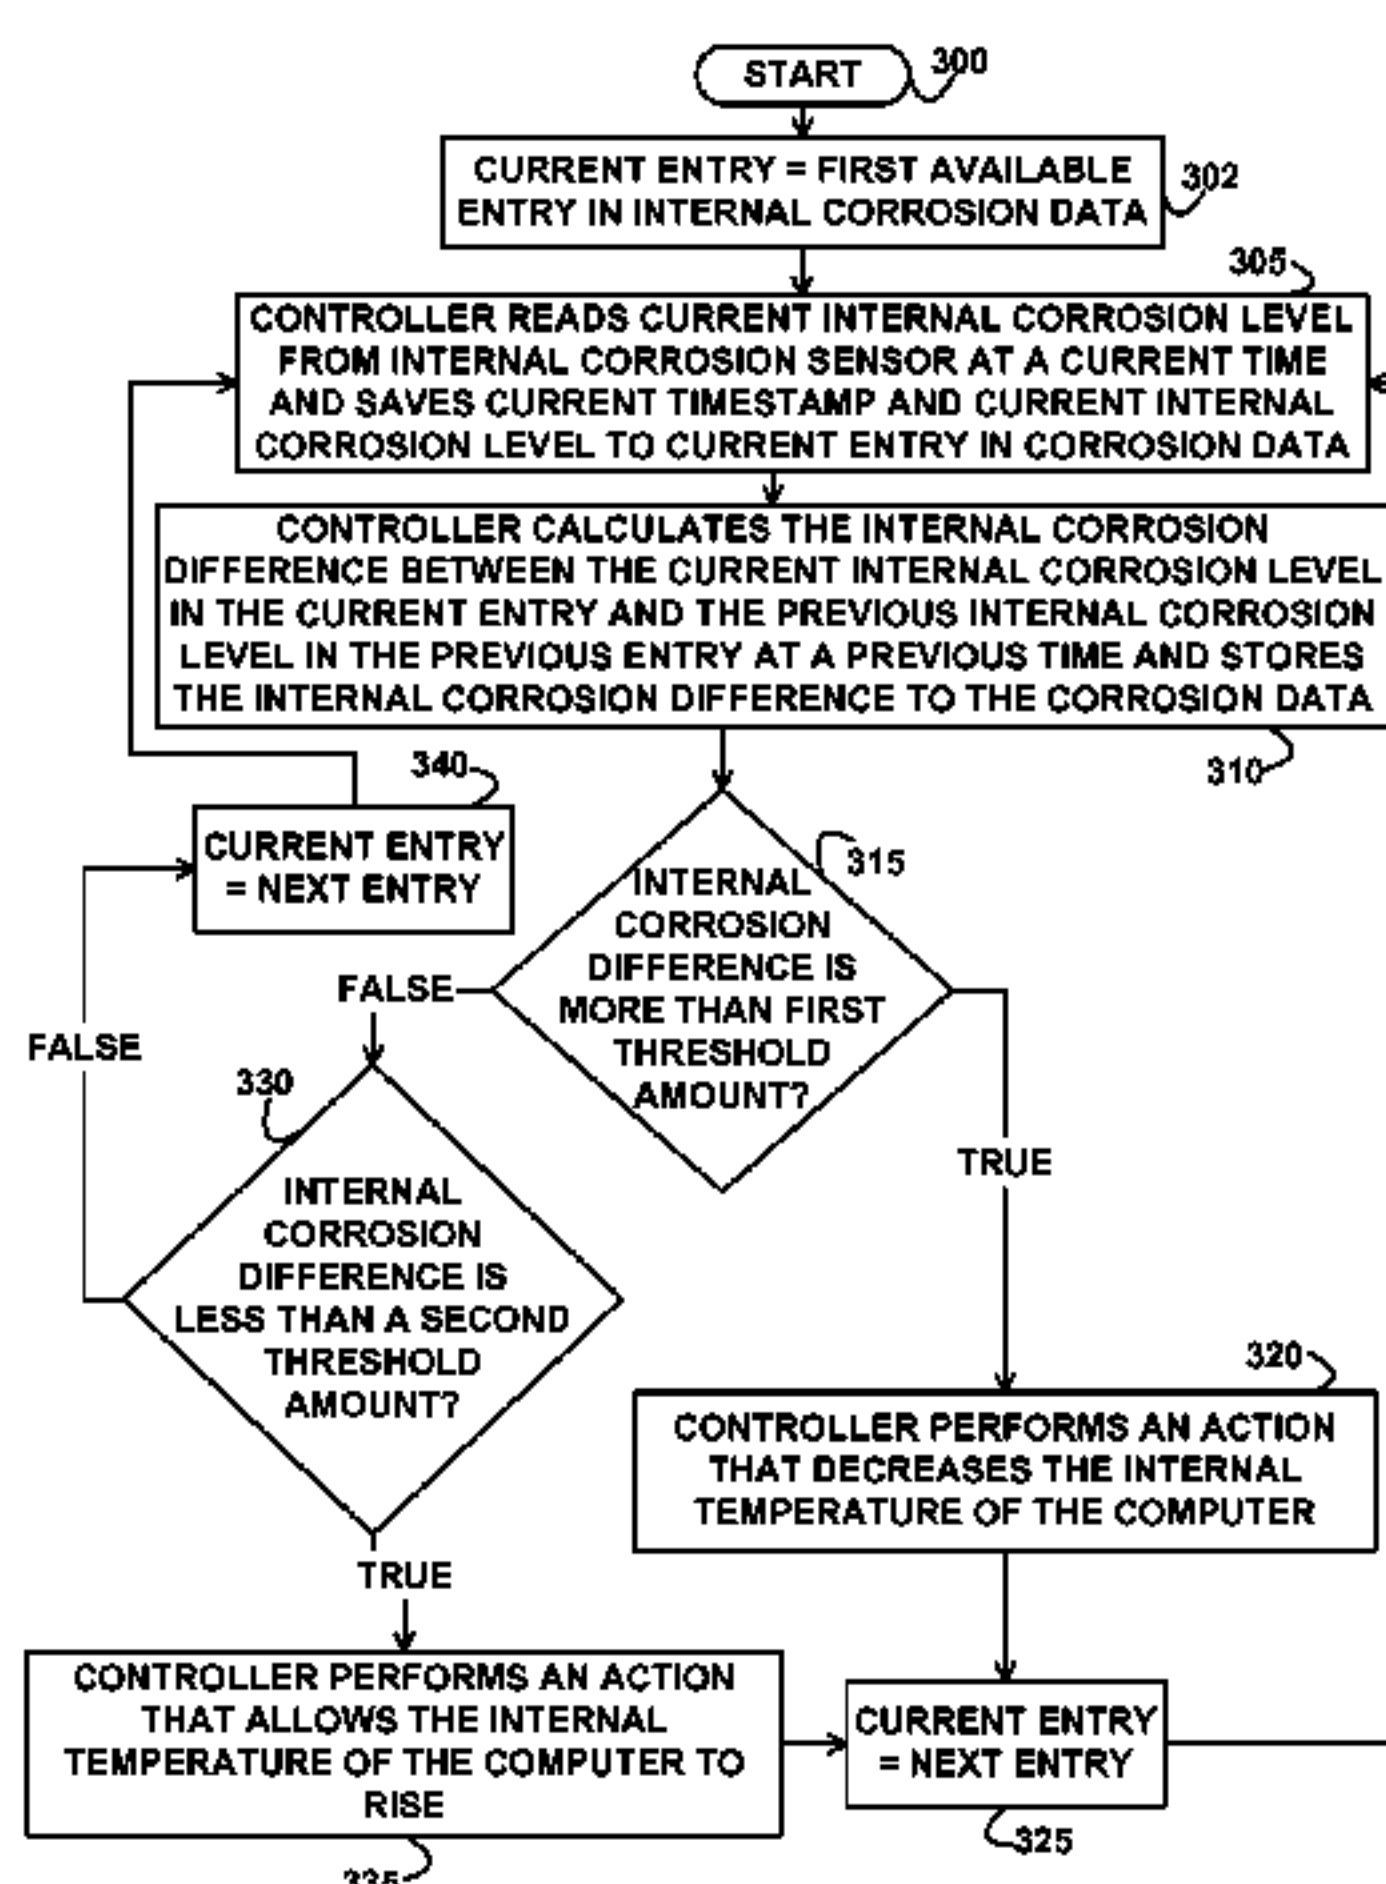 START
300
CURRENT ENTRY = FIRST AVAILABLE
ENTRY IN INTERNAL CORROSION DATA
302
305
CONTROLLER READS CURRENT INTERNAL CORROSION LEVEL
FROM INTERNAL CORROSION SENSOR AT A CURRENT TIME
AND SAVES CURRENT TIMESTAMP AND CURRENT INTERNAL
CORROSION LEVEL TO CURRENT ENTRY IN CORROSION DATA
CONTROLLER CALCULATES THE INTERNAL CORROSION
DIFFERENCE BETWEEN THE CURRENT INTERNAL CORROSION LEVEL
IN THE CURRENT ENTRY AND THE PREVIOUS INTERNAL CORROSION
LEVEL IN THE PREVIOUS ENTRY AT A PREVIOUS TIME AND STORES
THE INTERNAL CORROSION DIFFERENCE TO THE CORROSION DATA
310
340
CURRENT ENTRY
= NEXT ENTRY
315
INTERNAL
CORROSION
DIFFERENCE IS
MORE THAN FIRST
THRESHOLD
AMOUNT?
FALSE
FALSE
TRUE
330
INTERNAL
CORROSION
DIFFERENCE IS
LESS THAN A SECOND
THRESHOLD
AMOUNT?
TRUE
320
CONTROLLER PERFORMS AN ACTION
THAT DECREASES THE INTERNAL
TEMPERATURE OF THE COMPUTER
CONTROLLER PERFORMS AN ACTION
THAT ALLOWS THE INTERNAL
TEMPERATURE OF THE COMPUTER TO
RISE
335
CURRENT ENTRY
= NEXT ENTRY
325